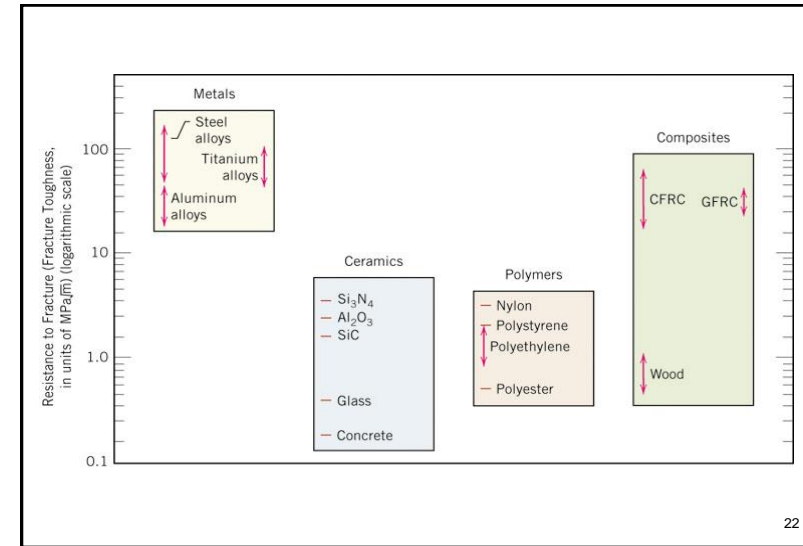 Resistance to Fracture (Fracture Toughness,
in units of MPa√m) (logarithmic scale)
100
10
1.0
0.1
Metals
Steel
alloys
Titanium
alloys
Aluminum
alloys
Ceramics
Si₃N₄
Al₂O₃
SiC
Glass
Concrete
Polymers
Nylon
Polystyrene
Polyethylene
Polyester
Composites
CFRC
GFRC
Wood
22